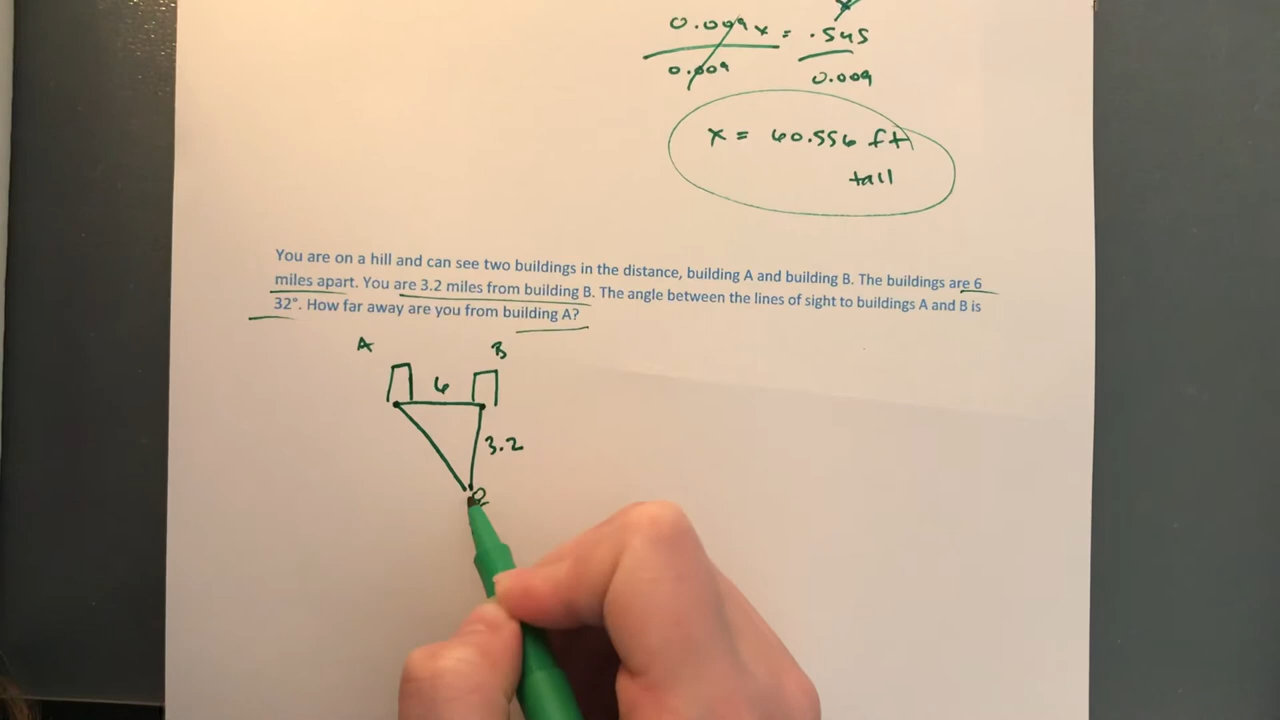 0.009x = .545
0.009 0.009
x = 60.556 ft
tall
You are on a hill and can see two buildings in the distance, building A and building B. The buildings are 6
miles apart. You are 3.2 miles from building B. The angle between the lines of sight to buildings A and B is
32°. How far away are you from building A?
A B
6
3.2